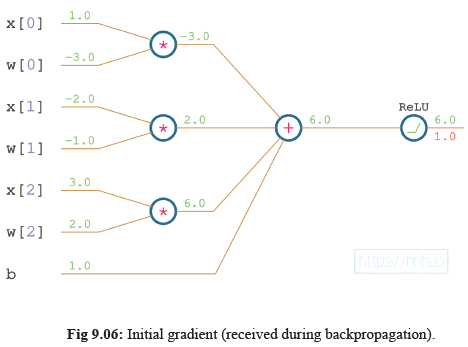 x[0] 1.0
-3.0
w[0] -3.0
*
x[1] -2.0
2.0
w[1] -1.0
*
+
6.0
ReLU
6.0
1.0
x[2] 3.0
6.0
w[2] 2.0
*
b 1.0
https://nnfs.io
Fig 9.06: Initial gradient (received during backpropagation).